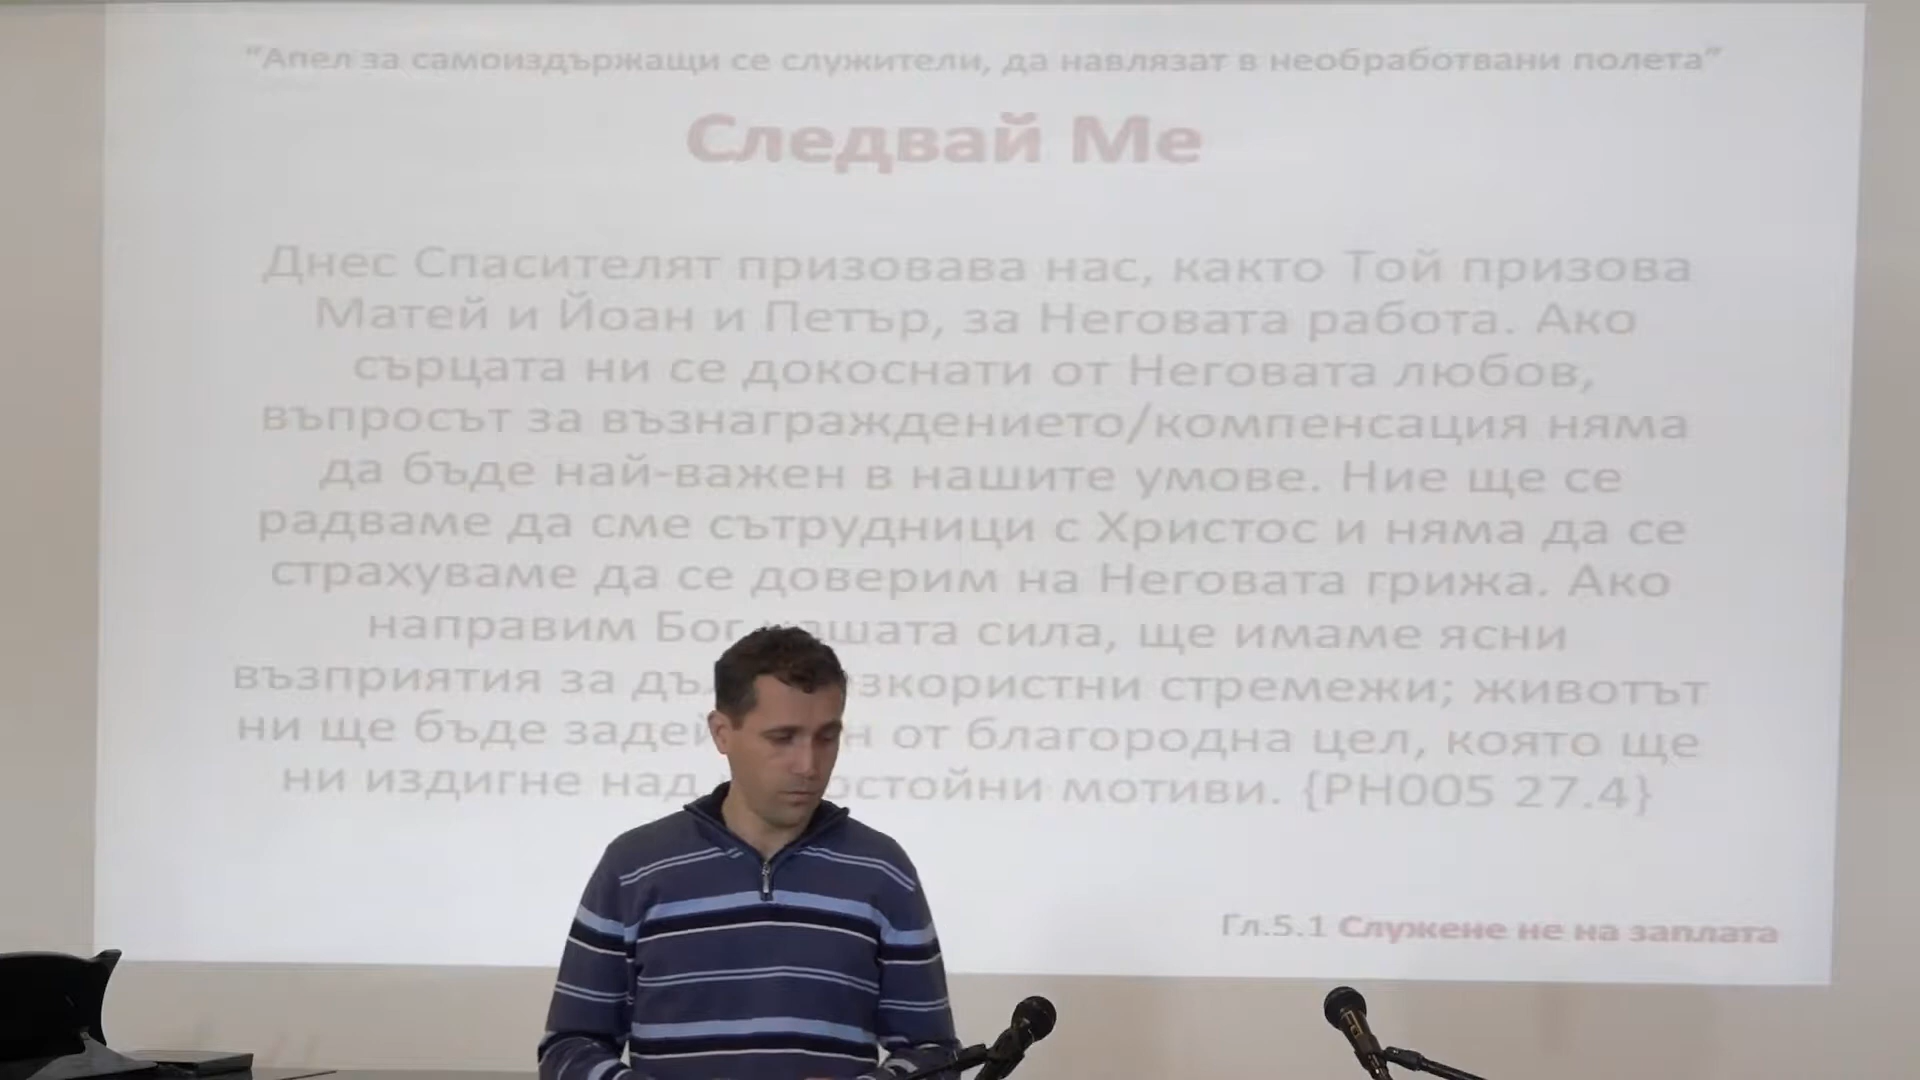 “Апел за самоиздържащи се служители, да навлязат в необработвани полета”
Следвай Ме
Днес Спасителят призовава нас, както Той призова
Матей и Йоан и Петър, за Неговата работа. Ако
сърцата ни се докоснати от Неговата любов,
въпросът за възнаграждението/компенсация няма
да бъде най-важен в нашите умове. Ние ще се
радваме да сме сътрудници с Христос и няма да се
страхуваме да се доверим на Неговата грижа. Ако
направим Бог нашата сила, ще имаме ясни
възприятия за стремежи; животът
ни ще бъде от благородна цел, която ще
ни издигне над мотиви. {PH005 27.4}
Гл.5.1 Служене не на заплата